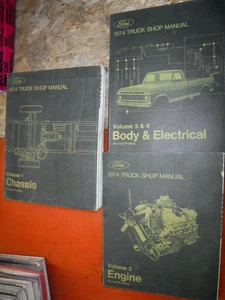 Ford
1974 TRUCK SHOP MANUAL
Volume 1
Chassis
Ford
1974 TRUCK SHOP MANUAL
Volume 3 & 4
Body & Electrical
Ford
1974 TRUCK SHOP MANUAL
Volume 2
Engine